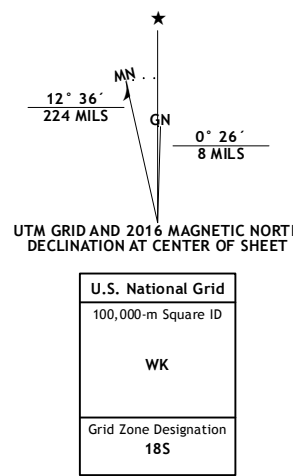 ★
MN
GN
12° 36´
224 MILS
0° 26´
8 MILS
UTM GRID AND 2016 MAGNETIC NORTH
DECLINATION AT CENTER OF SHEET
U.S. National Grid
100,000-m Square ID
WK
Grid Zone Designation
18S